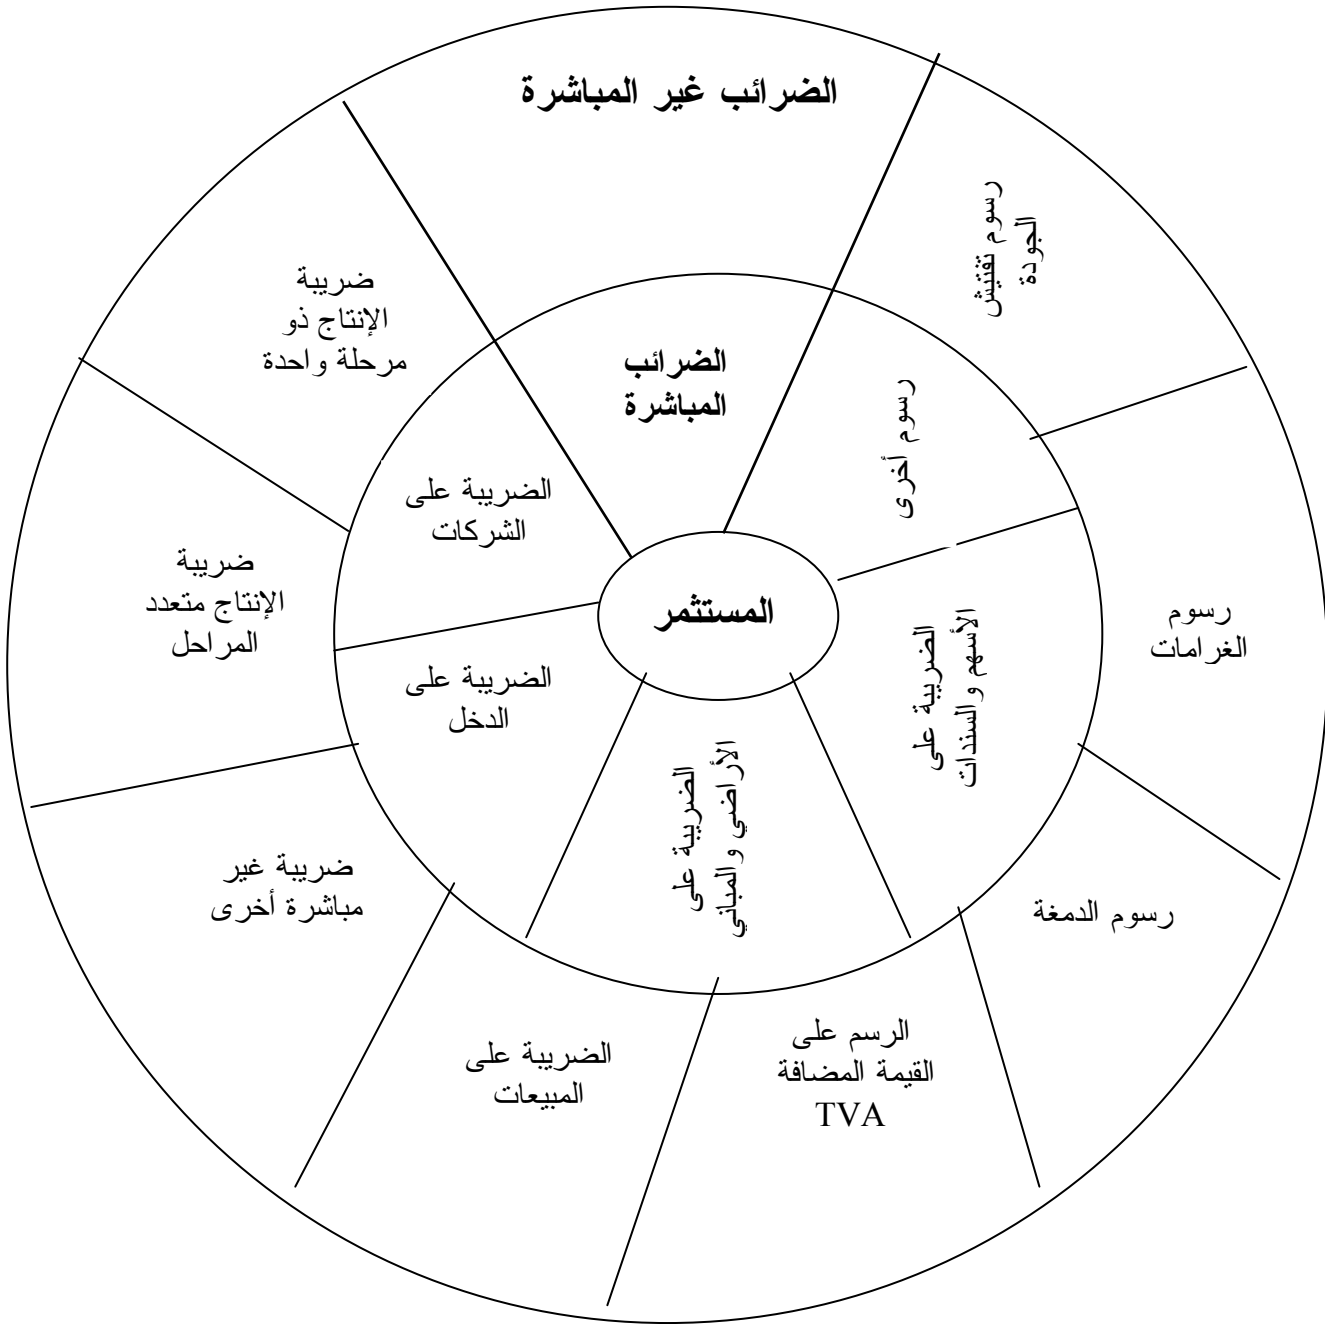 الضرائب غير المباشرة
رسوم تفتيش
الجودة
ضريبة
الإنتاج ذو
مرحلة واحدة
الضرائب
المباشرة
رسوم أخرى
الضريبة على
الشركات
ضريبة
الإنتاج متعدد
المراحل
المستثمر
رسوم
الغرامات
الضريبة على
الأسهم والسندات
الضريبة على
الدخل
الضريبة على
الأراضي والمباني
ضريبة غير
مباشرة أخرى
رسوم الدمغة
الضريبة على
المبيعات
الرسم على
القيمة المضافة
TVA